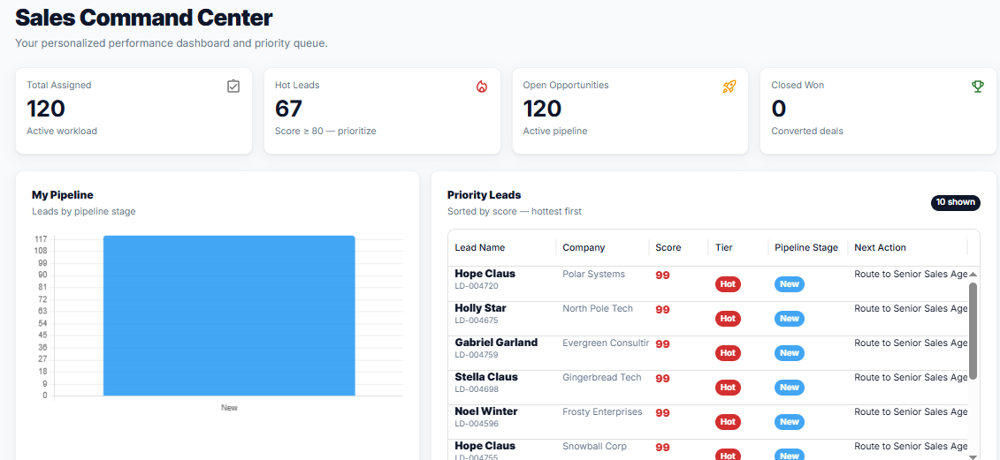 Sales Command Center
Your personalized performance dashboard and priority queue.
Total Assigned
120
Active workload
Hot Leads
67
Score ≥ 80 — prioritize
Open Opportunities
120
Active pipeline
Closed Won
0
Converted deals
My Pipeline
Leads by pipeline stage
117
108
99
90
81
72
63
54
45
36
27
18
9
0
New
Priority Leads
Sorted by score — hottest first
10 shown
Lead Name Company Score Tier Pipeline Stage Next Action
Hope Claus Polar Systems 99 Hot New Route to Senior Sales Age
LD-004720
Holly Star North Pole Tech 99 Hot New Route to Senior Sales Age
LD-004675
Gabriel Garland Evergreen Consultin 99 Hot New Route to Senior Sales Age
LD-004759
Stella Claus Gingerbread Tech 99 Hot New Route to Senior Sales Age
LD-004698
Noel Winter Frosty Enterprises 99 Hot New Route to Senior Sales Age
LD-004596
Hope Claus Snowball Corp 99 Hot New Route to Senior Sales Age
LD-004755